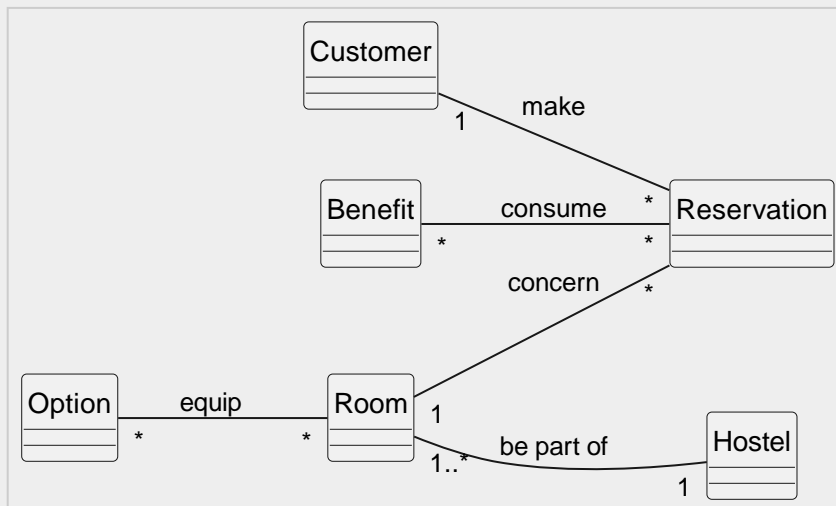 Customer
make
1
*
Benefit
consume
Reservation
*
*
concern
*
Option
equip
Room
*
*
1
1..*
be part of
Hostel
1